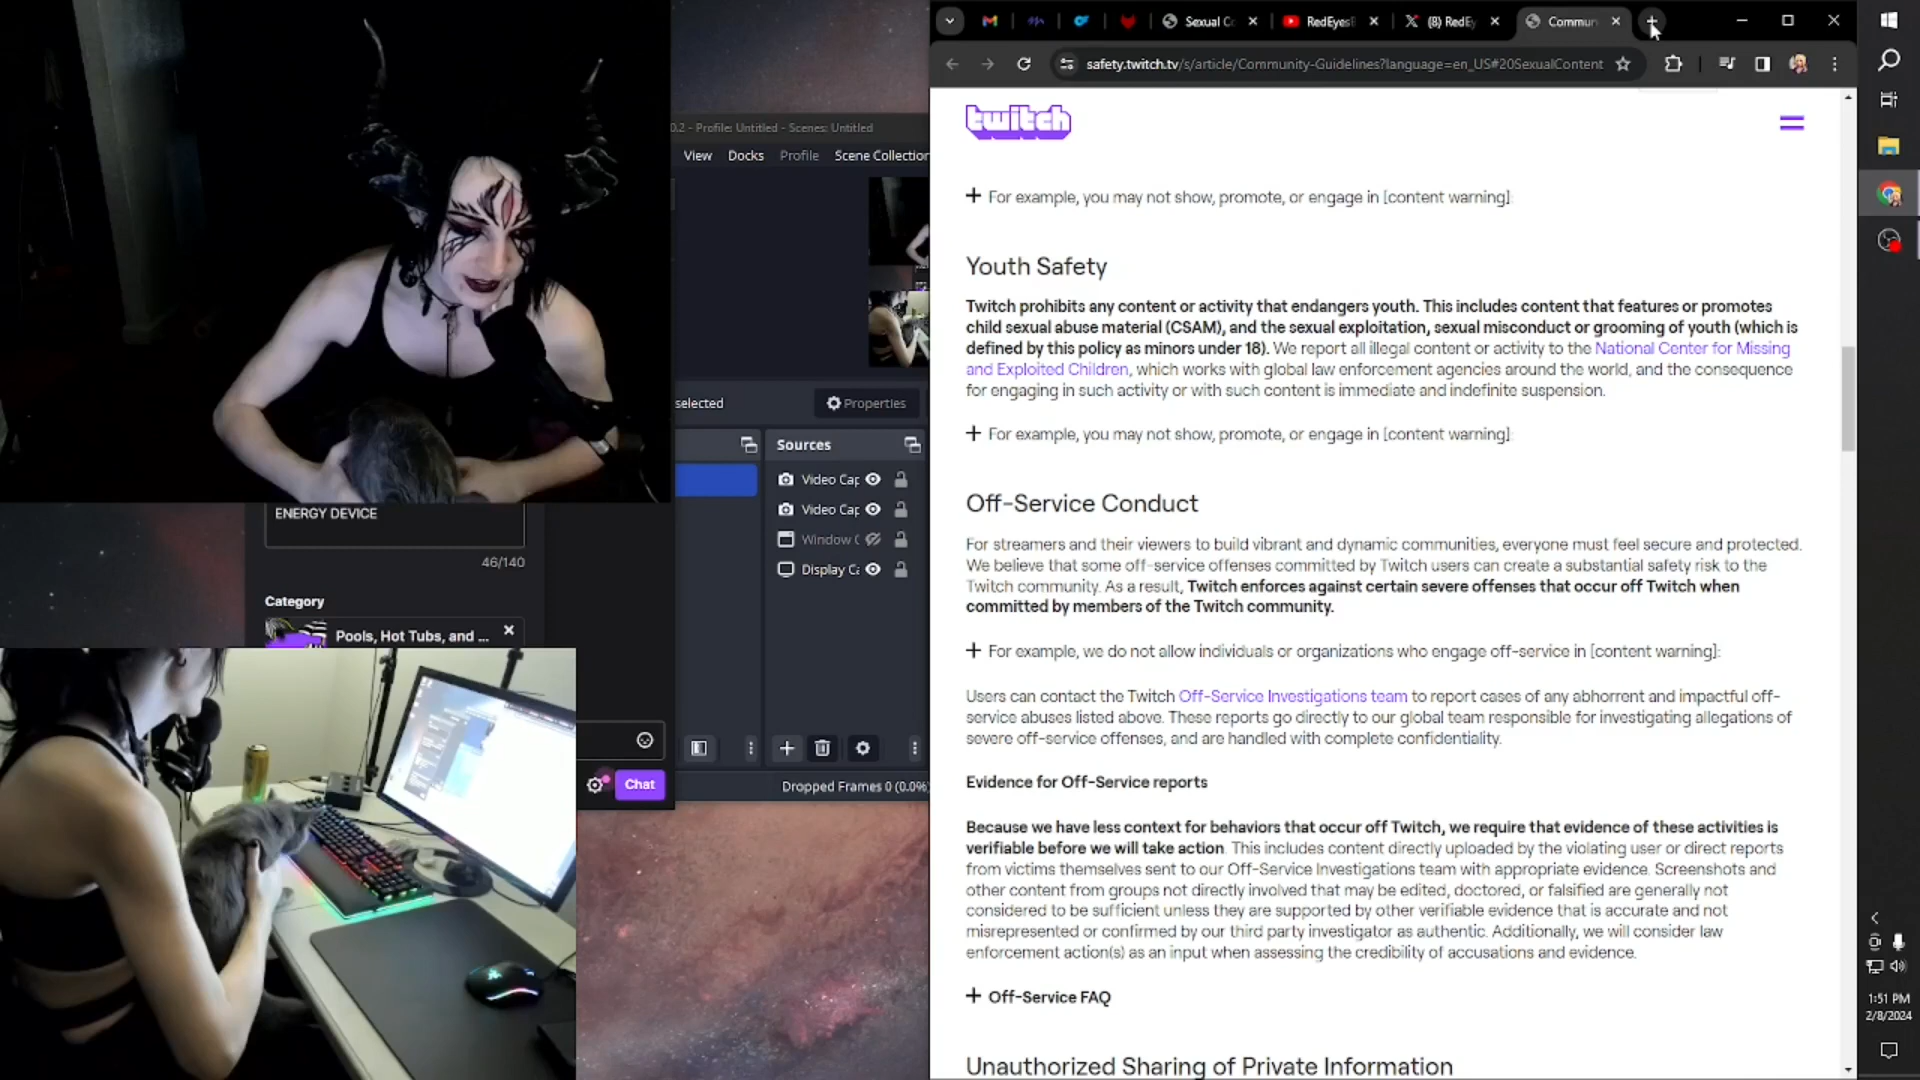 Sexual C
RedEyes
(8) RedEy
Commun
safety.twitch.tv/s/article/Community-Guidelines?language=en_US#20SexualContent
twitch
For example, you may not show, promote, or engage in [content warning]:
Youth Safety
Twitch prohibits any content or activity that endangers youth. This includes content that features or promotes
child sexual abuse material (CSAM), and the sexual exploitation, sexual misconduct or grooming of youth (which is
defined by this policy as minors under 18). We report all illegal content or activity to the National Center for Missing
and Exploited Children, which works with global law enforcement agencies around the world, and the consequence
for engaging in such activity or with such content is immediate and indefinite suspension.
For example, you may not show, promote, or engage in [content warning]:
Off-Service Conduct
For streamers and their viewers to build vibrant and dynamic communities, everyone must feel secure and protected.
We believe that some off-service offenses committed by Twitch users can create a substantial safety risk to the
Twitch community. As a result, Twitch enforces against certain severe offenses that occur off Twitch when
committed by members of the Twitch community.
For example, we do not allow individuals or organizations who engage off-service in [content warning]:
Users can contact the Twitch Off-Service Investigations team to report cases of any abhorrent and impactful off-
service abuses listed above. These reports go directly to our global team responsible for investigating allegations of
severe off-service offenses, and are handled with complete confidentiality.
Evidence for Off-Service reports
Because we have less context for behaviors that occur off Twitch, we require that evidence of these activities is
verifiable before we will take action. This includes content directly uploaded by the violating user or direct reports
from victims themselves sent to our Off-Service Investigations team with appropriate evidence. Screenshots and
other content from groups not directly involved that may be edited, doctored, or falsified are generally not
considered to be sufficient unless they are supported by other verifiable evidence that is accurate and not
misrepresented or confirmed by our third party investigator as authentic. Additionally, we will consider law
enforcement action(s) as an input when assessing the credibility of accusations and evidence.
Off-Service FAQ
Unauthorized Sharing of Private Information
0.2 - Profile: Untitled - Scenes: Untitled
View Docks Profile Scene Collection
selected
Properties
Sources
Video Cap
Video Cap
Window C
Display Ca
Dropped Frames 0 (0.0%)
ENERGY DEVICE
46/140
Category
Pools, Hot Tubs, and ...
Chat
1:51 PM
2/8/2024